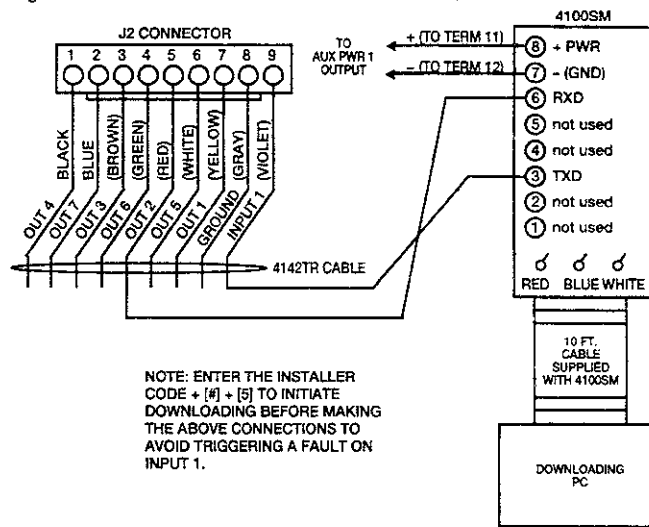 4100SM
J2 CONNECTOR
1 2 3 4 5 6 7 8 9
BLACK
BLUE
(BROWN)
(GREEN)
(RED)
(WHITE)
(YELLOW)
(GRAY)
(VIOLET)
OUT 4
OUT 7
OUT 3
OUT 6
OUT 2
OUT 5
OUT 1
GROUND
INPUT 1
4142TR CABLE
TO
AUX PWR 1
OUTPUT
+ (TO TERM 11)
– (TO TERM 12)
8 + PWR
7 – (GND)
6 RXD
5 not used
4 not used
3 TXD
2 not used
1 not used
RED BLUE WHITE
10 FT.
CABLE
SUPPLIED
WITH 4100SM
DOWNLOADING
PC
NOTE: ENTER THE INSTALLER
CODE + [#] + [5] TO INITIATE
DOWNLOADING BEFORE MAKING
THE ABOVE CONNECTIONS TO
AVOID TRIGGERING A FAULT ON
INPUT 1.